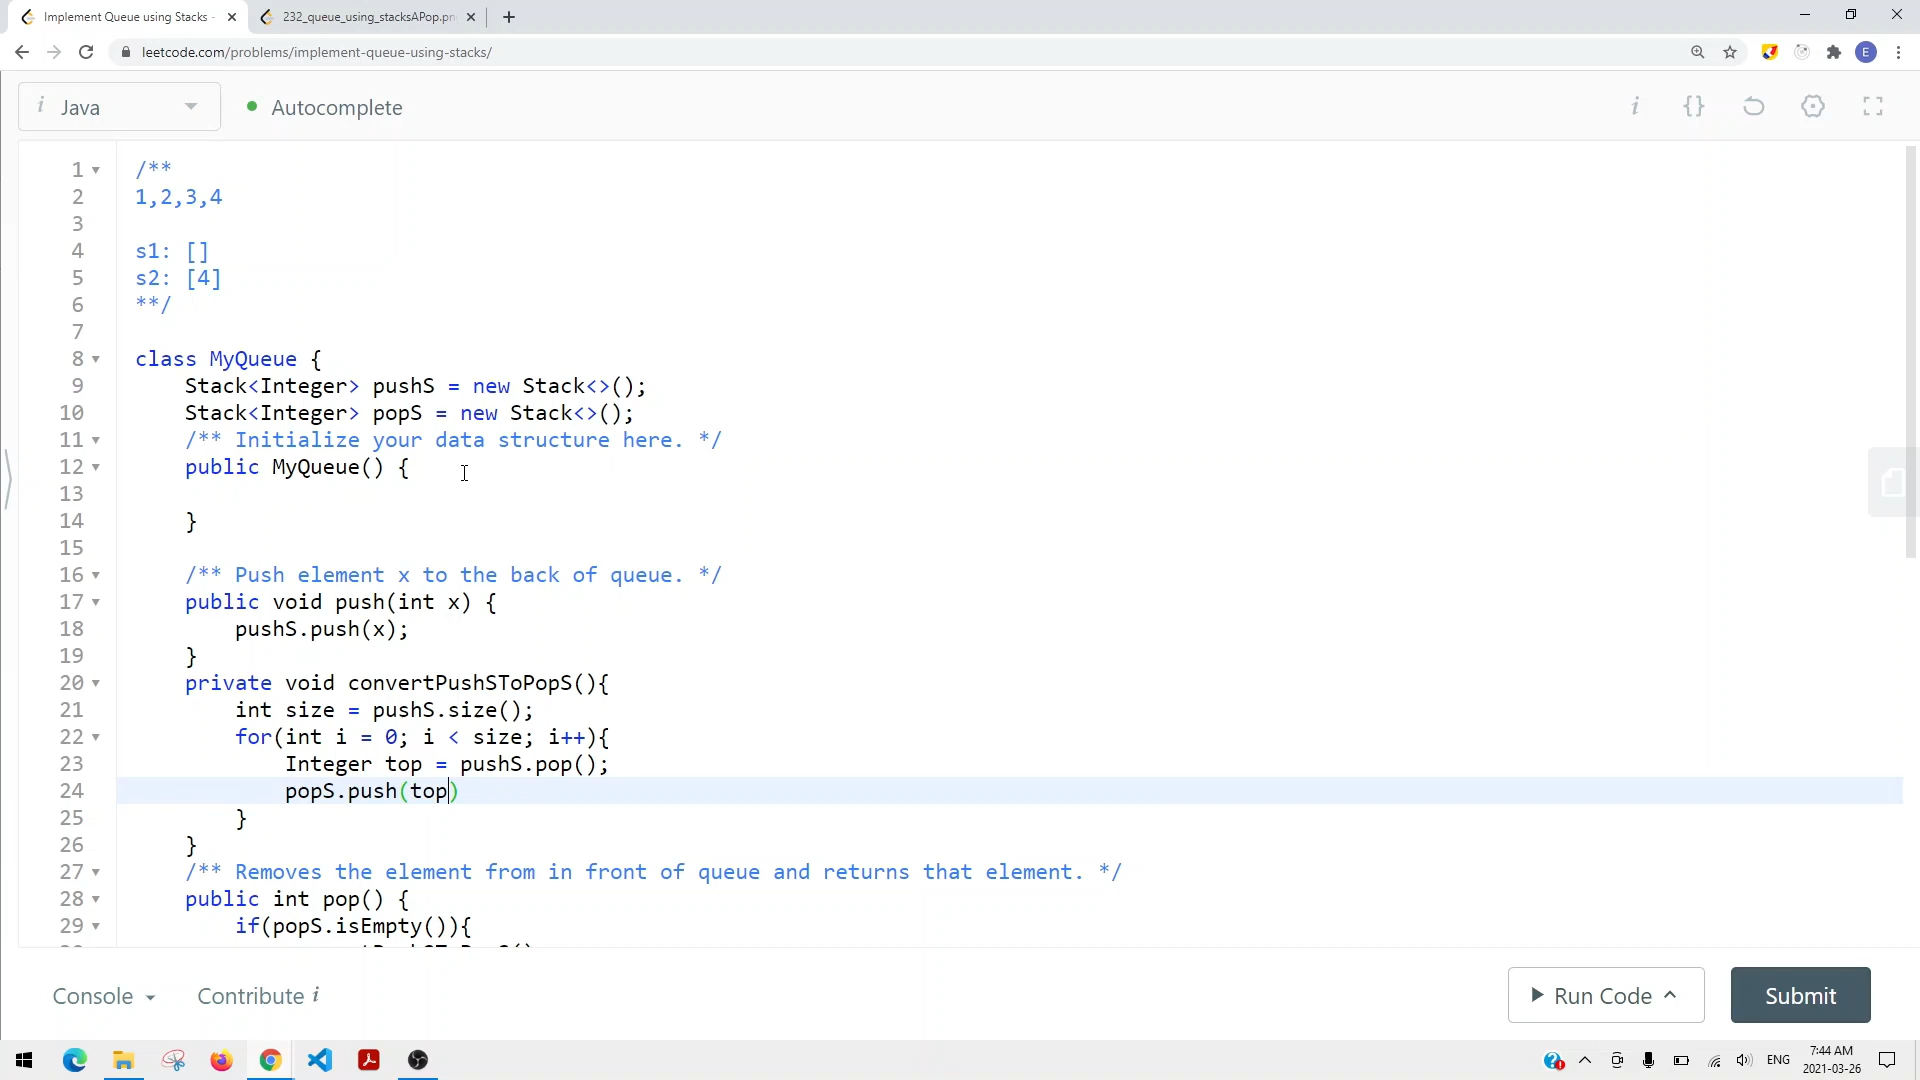 Implement Queue using Stacks -
232_queue_using_stacksAPop.pn
leetcode.com/problems/implement-queue-using-stacks/
E
i Java
Autocomplete
i {}
1 /**
2 1,2,3,4
3
4 s1: []
5 s2: [4]
6 **/
7
8 class MyQueue {
9 Stack<Integer> pushS = new Stack<>();
10 Stack<Integer> popS = new Stack<>();
11 /** Initialize your data structure here. */
12 public MyQueue() {
13
14 }
15
16 /** Push element x to the back of queue. */
17 public void push(int x) {
18 pushS.push(x);
19 }
20 private void convertPushSToPopS(){
21 int size = pushS.size();
22 for(int i = 0; i < size; i++){
23 Integer top = pushS.pop();
24 popS.push(top)
25 }
26 }
27 /** Removes the element from in front of queue and returns that element. */
28 public int pop() {
29 if(popS.isEmpty()){
Console
Contribute i
Run Code
Submit
ENG
7:44 AM
2021-03-26